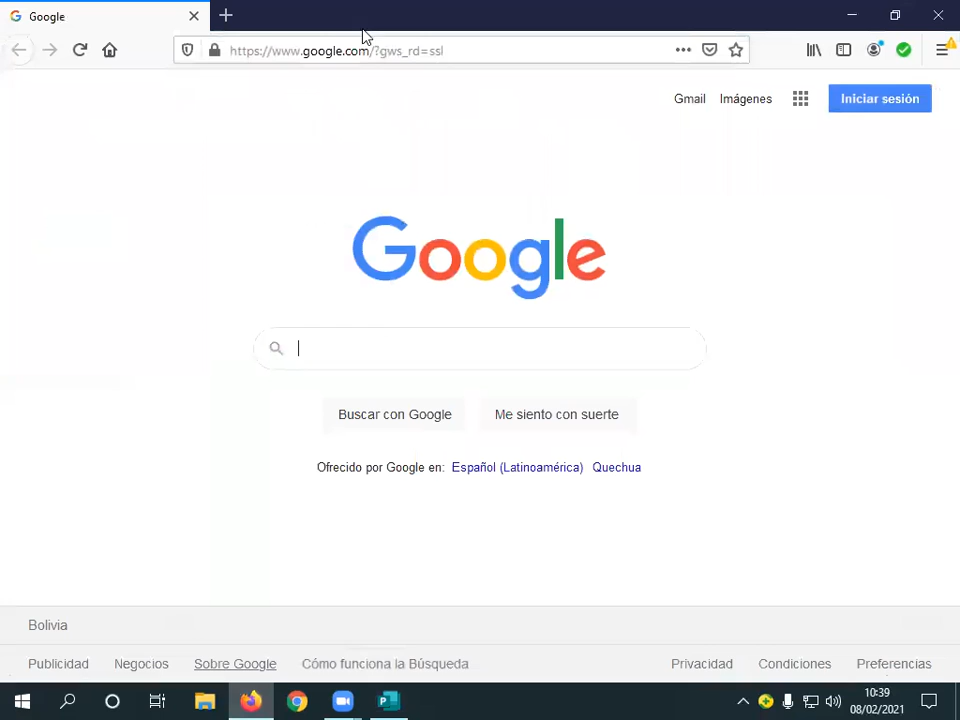 Google
https://www.google.com/?gws_rd=ssl
Gmail Imágenes Iniciar sesión
Google
Buscar con Google Me siento con suerte
Ofrecido por Google en: Español (Latinoamérica) Quechua
Bolivia
Publicidad Negocios Sobre Google Cómo funciona la Búsqueda Privacidad Condiciones Preferencias
10:39
08/02/2021